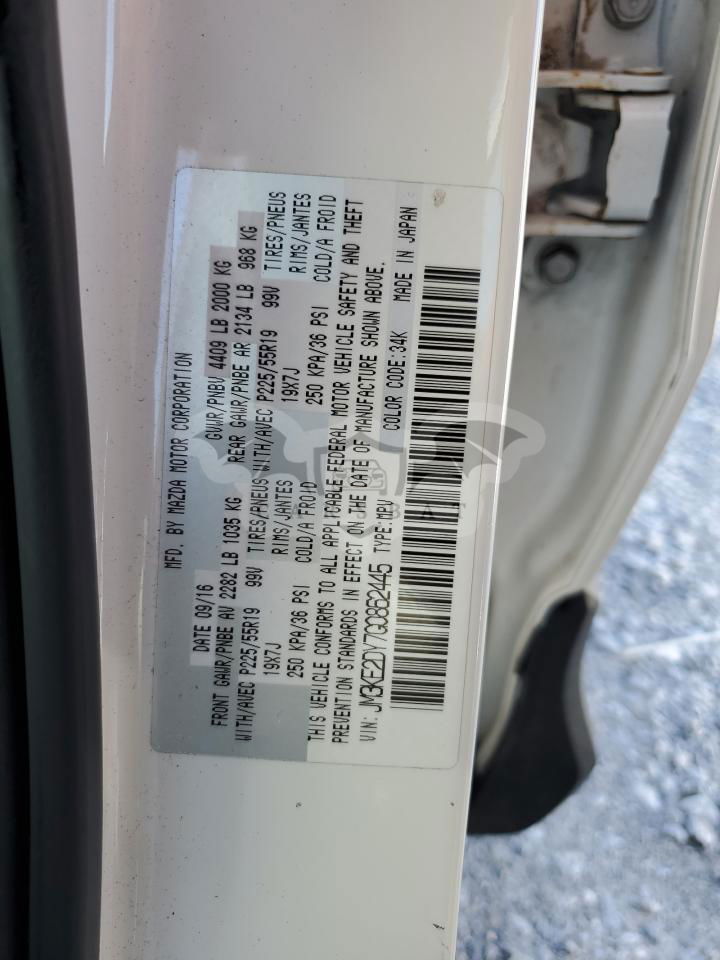 MFD. BY MAZDA MOTOR CORPORATION
DATE 09/16 GVWR/PNBV 4409 LB 2000 KG
FRONT GAWR/PNBE AV 2282 LB 1035 KG REAR GAWR/PNBE AR 2134 LB 968 KG
WITH/AVEC P225/55R19 99V TIRES/PNEUS WITH/AVEC P225/55R19 99V TIRES/PNEUS
19X7J RIMS/JANTES 19X7J RIMS/JANTES
250 KPA/36 PSI COLD/A FROID 250 KPA/36 PSI COLD/A FROID
THIS VEHICLE CONFORMS TO ALL APPLICABLE FEDERAL MOTOR VEHICLE SAFETY AND THEFT
PREVENTION STANDARDS IN EFFECT ON THE DATE OF MANUFACTURE SHOWN ABOVE.
VIN: JM3KE2DY7G0862445 TYPE:MPV COLOR CODE:34K MADE IN JAPAN